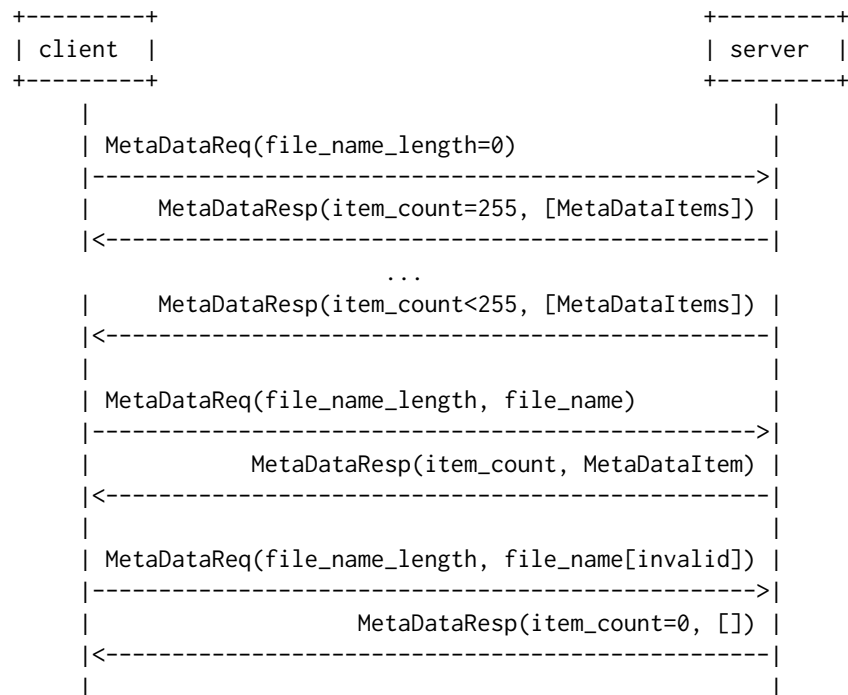 +---------+ +---------+
| client | | server |
+---------+ +---------+
| |
| MetaDataReq(file_name_length=0) |
|-------------------------------------------------->|
| MetaDataResp(item_count=255, [MetaDataItems]) |
|<--------------------------------------------------|
...
| MetaDataResp(item_count<255, [MetaDataItems]) |
|<--------------------------------------------------|
| |
| MetaDataReq(file_name_length, file_name) |
|-------------------------------------------------->|
| MetaDataResp(item_count, MetaDataItem) |
|<--------------------------------------------------|
| |
| MetaDataReq(file_name_length, file_name[invalid]) |
|-------------------------------------------------->|
| MetaDataResp(item_count=0, []) |
|<--------------------------------------------------|
| |